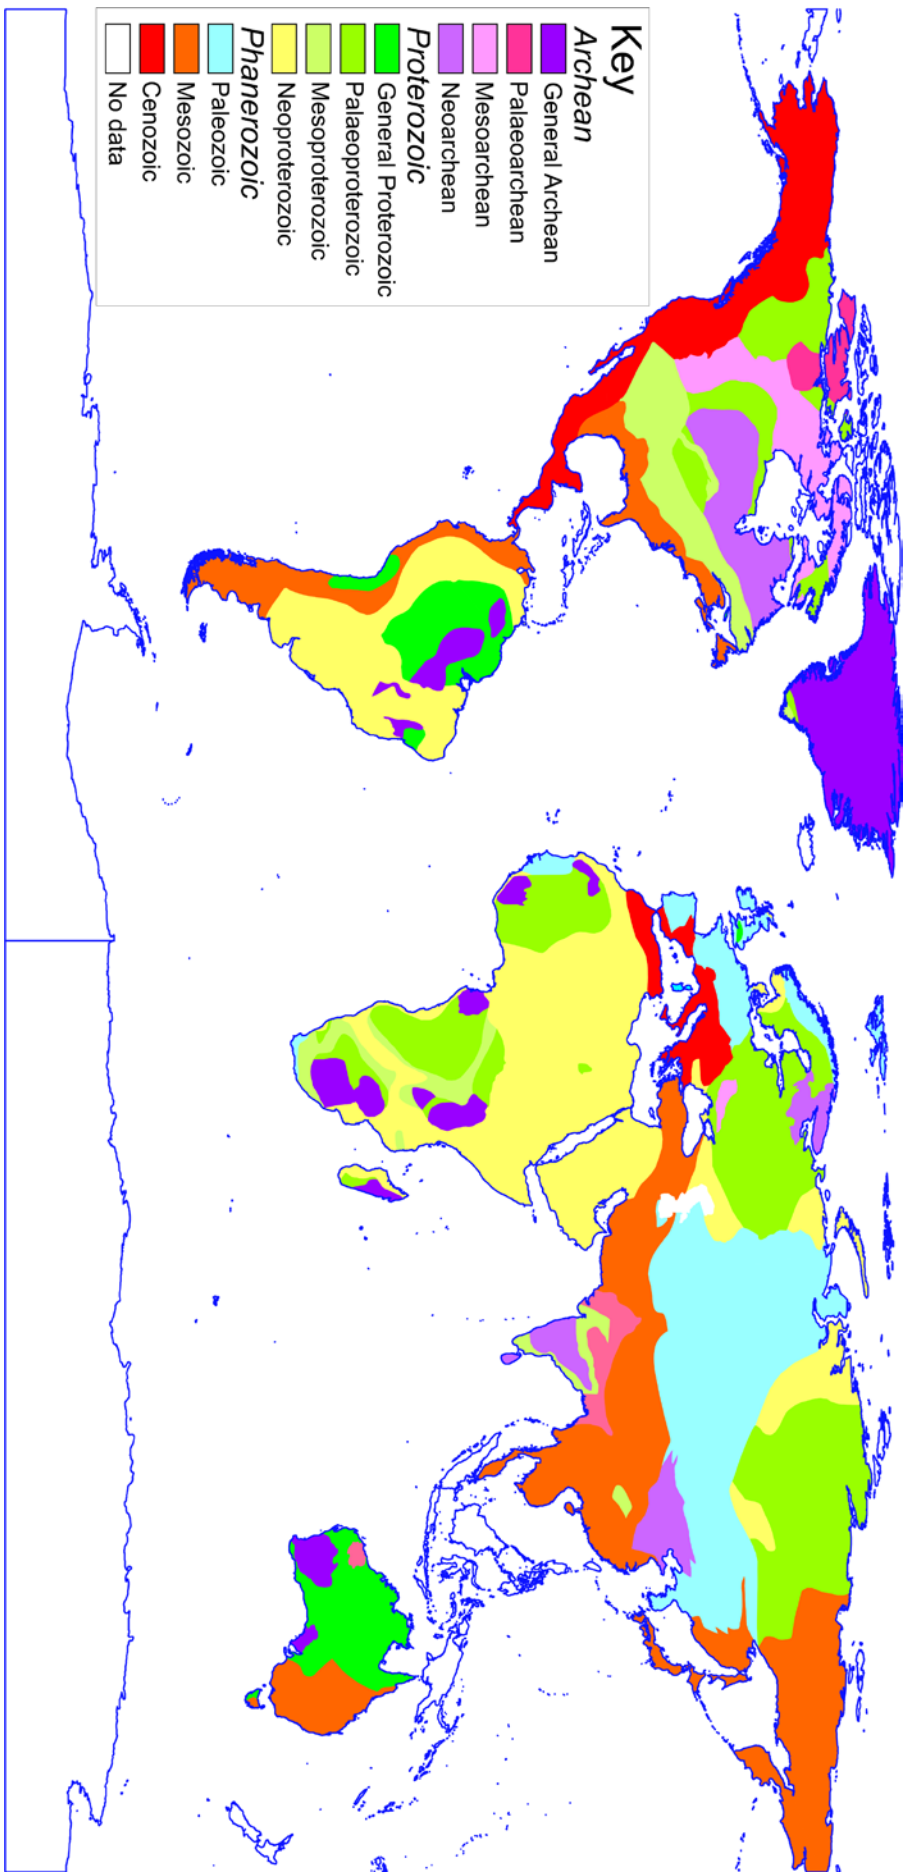 Key
Archean
General Archean
Palaeoarchean
Mesoarchean
Neoarchean
Proterozoic
General Proterozoic
Palaeoproterozoic
Mesoproterozoic
Neoproterozoic
Phanerozoic
Paleozoic
Mesozoic
Cenozoic
No data